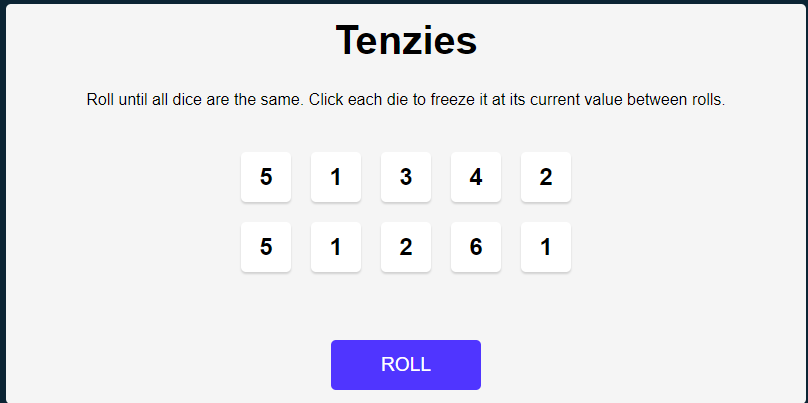 Tenzies
Roll until all dice are the same. Click each die to freeze it at its current value between rolls.
5 1 3 4 2
5 1 2 6 1
ROLL